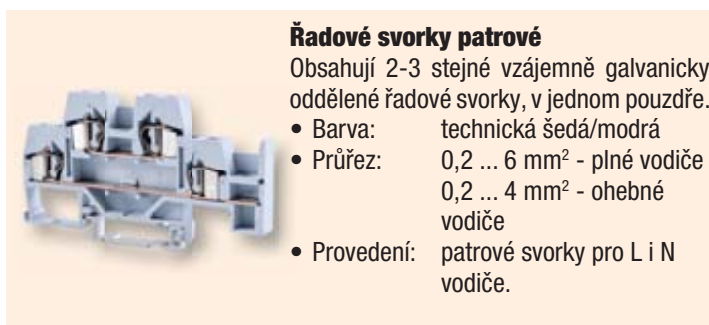 Řadové svorky patrové
Obsahují 2-3 stejné vzájemně galvanicky
oddělené řadové svorky, v jednom pouzdře.
• Barva: technická šedá/modrá
• Průřez: 0,2 ... 6 mm² - plné vodiče
0,2 ... 4 mm² - ohebné
vodiče
• Provedení: patrové svorky pro L i N
vodiče.